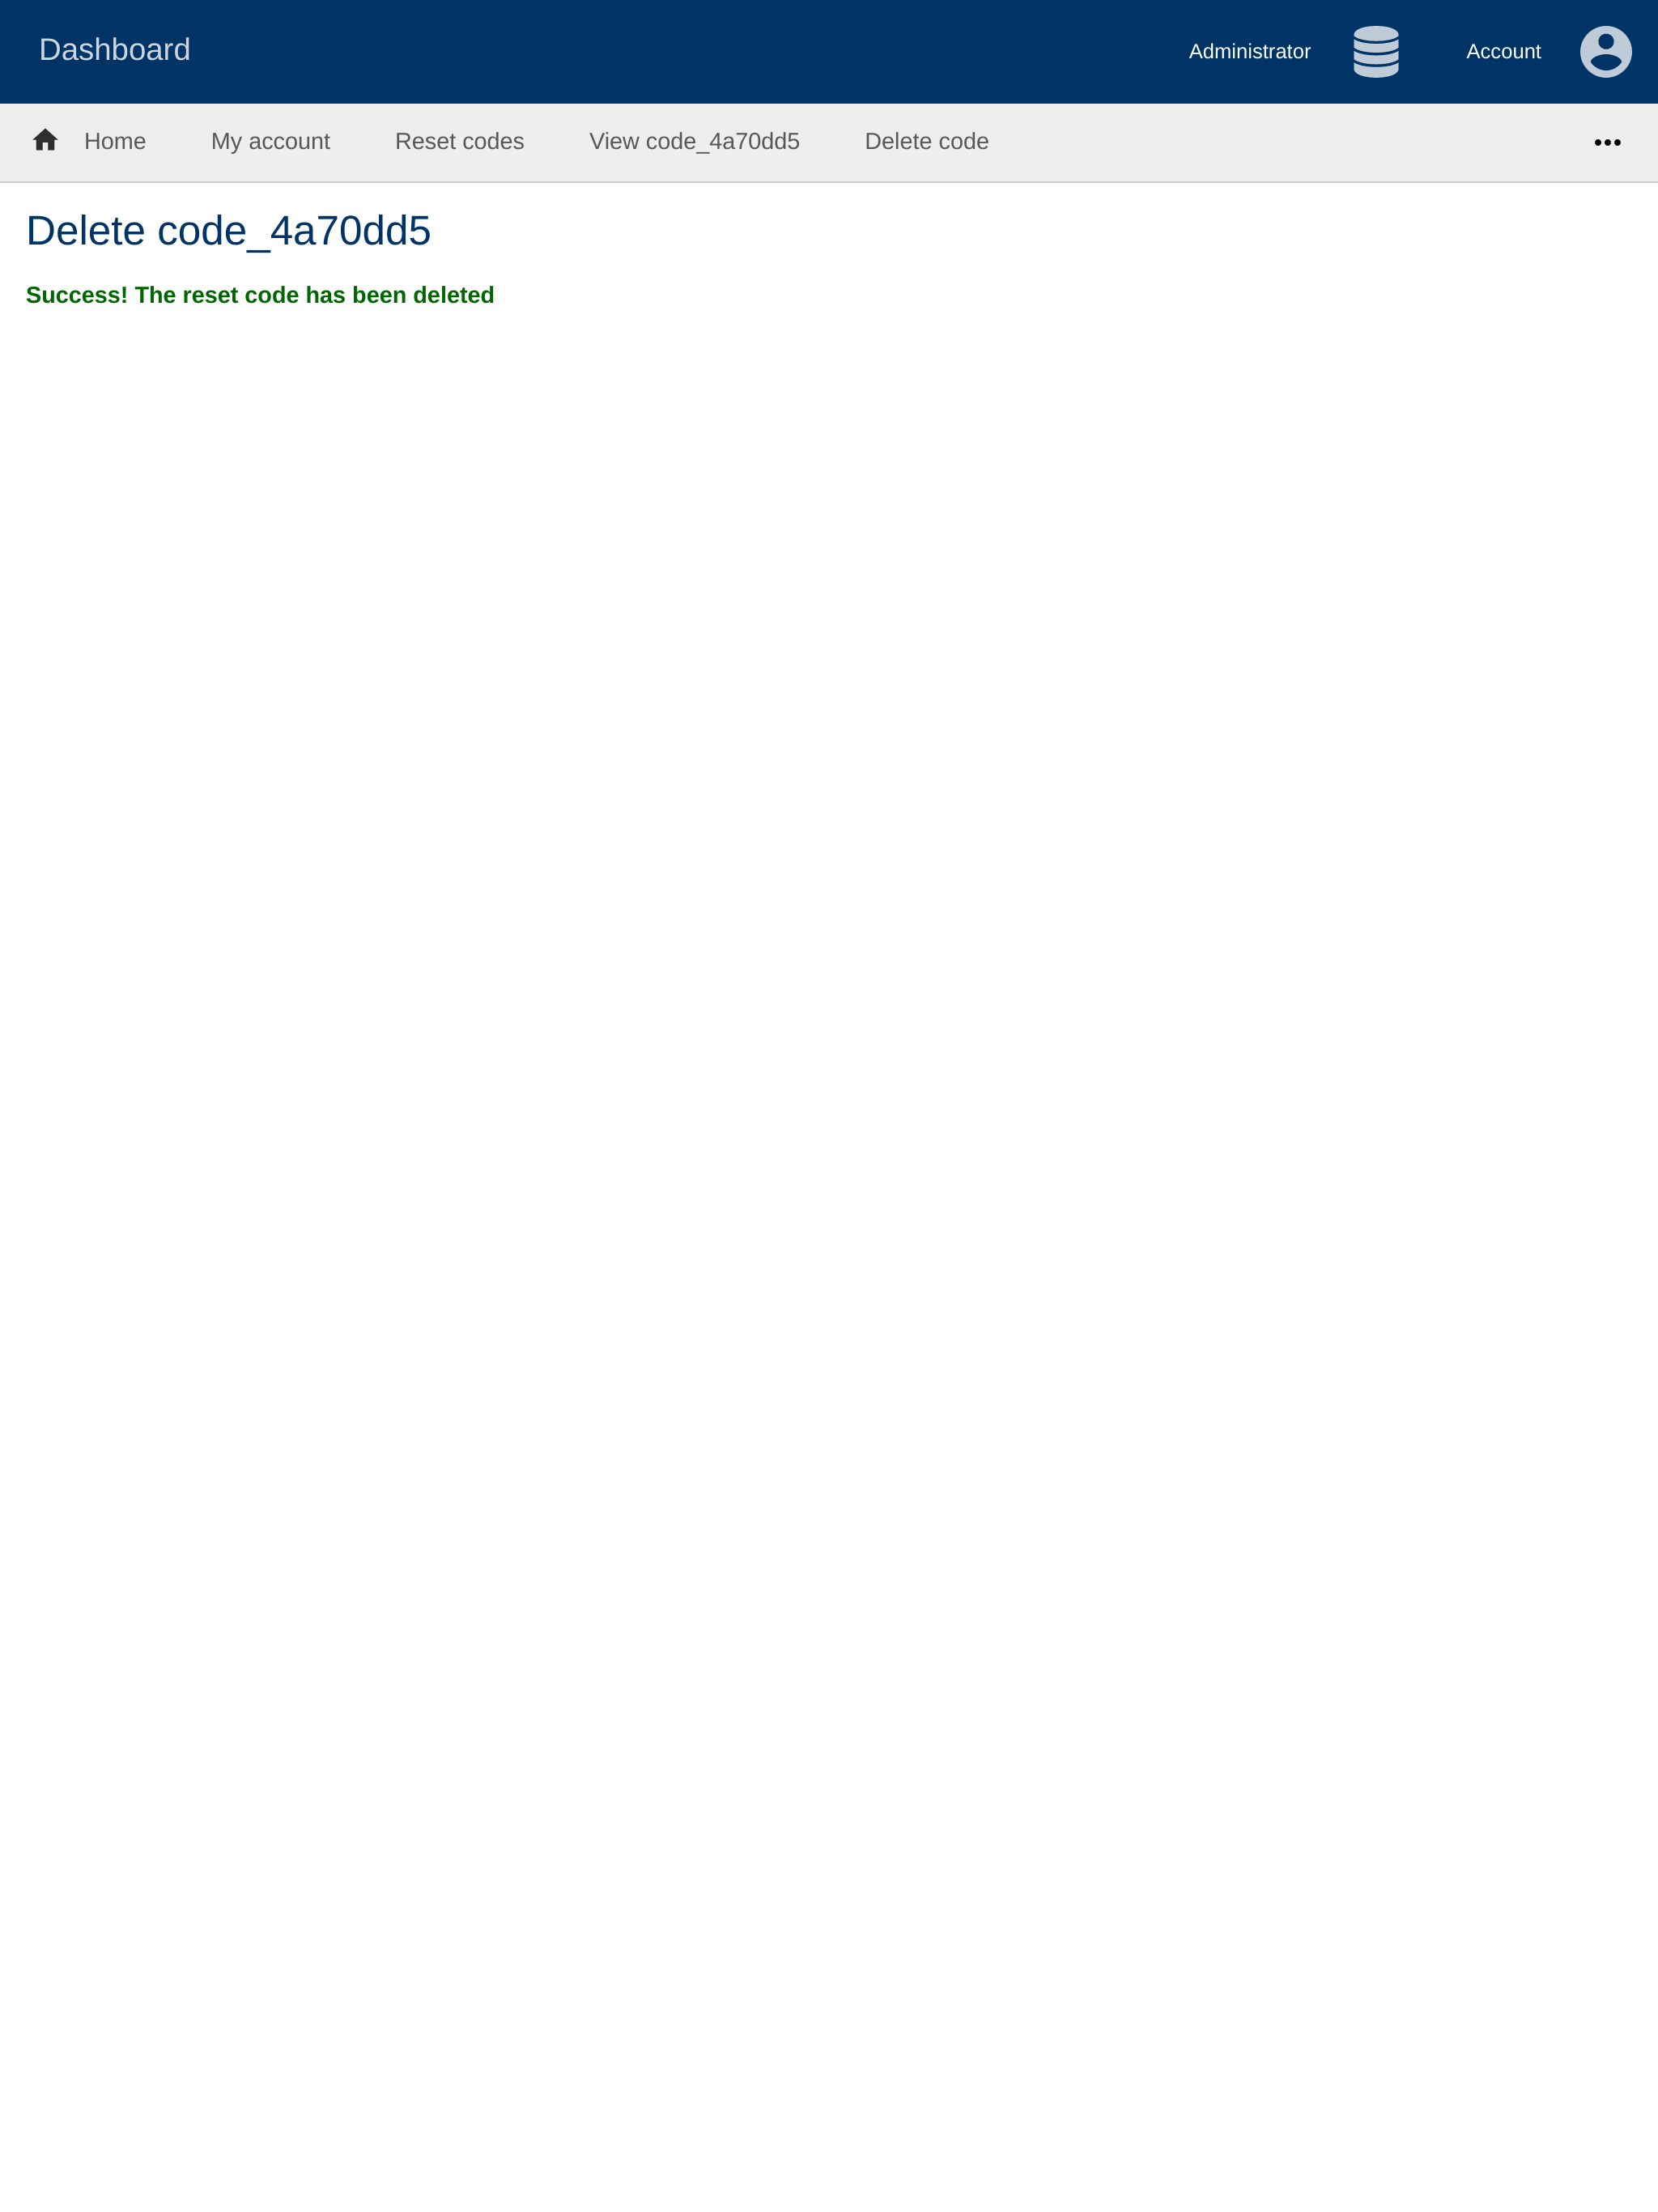 Dashboard
Administrator
Account
Home
My account
Reset codes
View code_4a70dd5
Delete code
Delete code_4a70dd5
Success! The reset code has been deleted